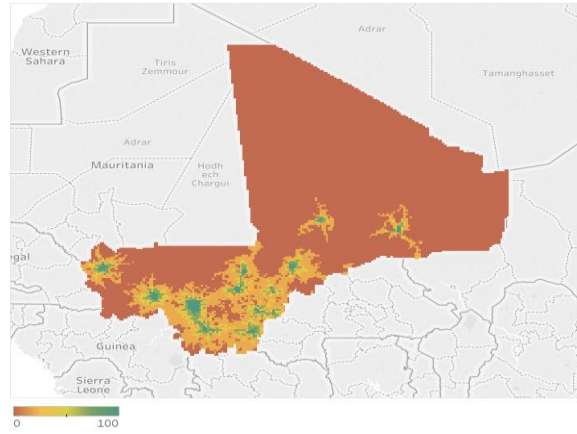 Western
Sahara
Tiris
Zemmour
Adrar
Tamanghasset
Adrar
Mauritania
Hodh
ech
Chargui
egal
Guinea
Sierra
Leone
0 100